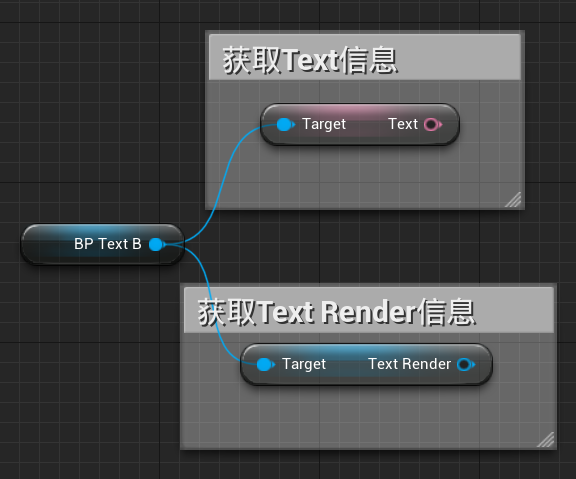 获取Text信息
Target Text
BP Text B
获取Text Render信息
Target Text Render